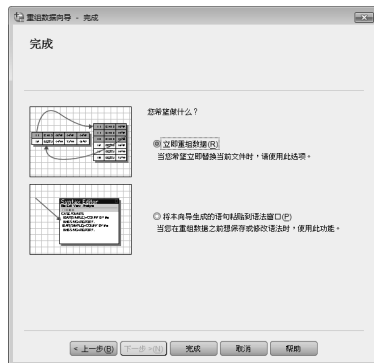 重组数据向导 - 完成
完成
您希望做什么？
立即重组数据(R)
当您希望立即替换当前文件时，请使用此选项。
Syntax Editor
将本向导生成的语句粘贴到语法窗口(P)
当您在重组数据之前想保存或修改语法时，使用此功能。
< 上一步(B) 下一步 >(N) 完成 取消 帮助